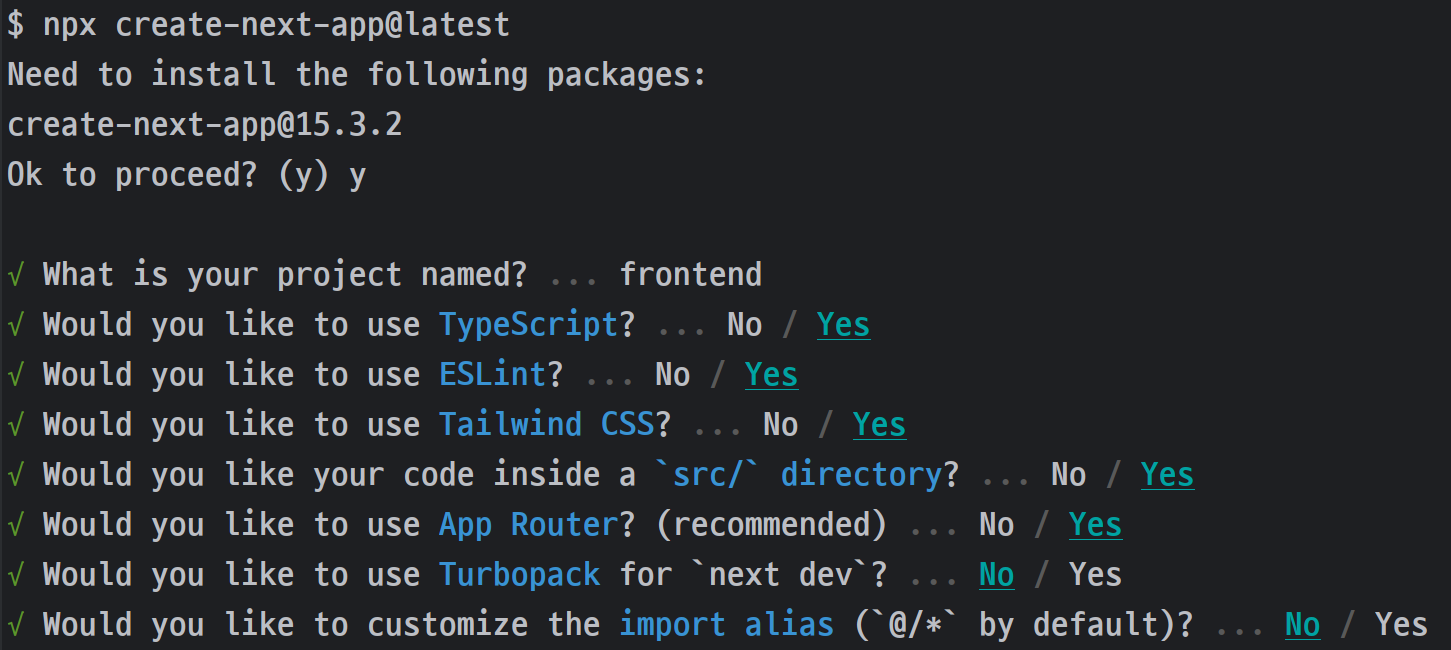 $ npx create-next-app@latest
Need to install the following packages:
create-next-app@15.3.2
Ok to proceed? (y) y
√ What is your project named? ... frontend
√ Would you like to use TypeScript? ... No / Yes
√ Would you like to use ESLint? ... No / Yes
√ Would you like to use Tailwind CSS? ... No / Yes
√ Would you like your code inside a `src/` directory? ... No / Yes
√ Would you like to use App Router? (recommended) ... No / Yes
√ Would you like to use Turbopack for `next dev`? ... No / Yes
√ Would you like to customize the import alias (`@/*` by default)? ... No / Yes